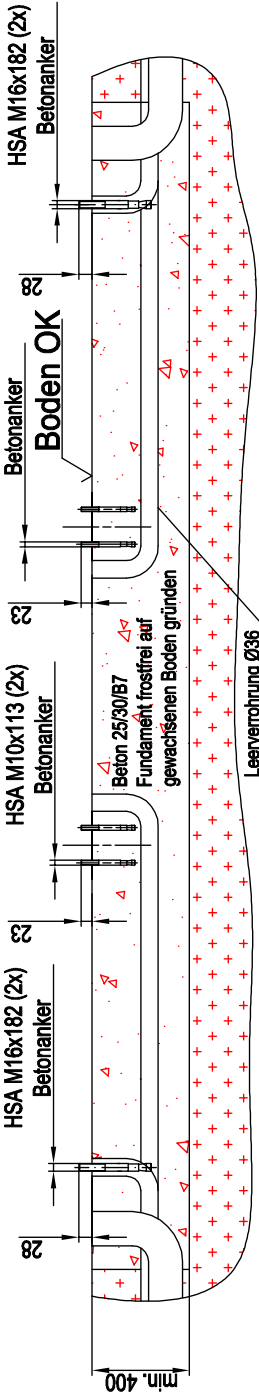 HSA M16x182 (2x)
Betonanker
28
HSA M10x113 (2x)
Betonanker
23
Betonanker
23
Boden OK
HSA M16x182 (2x)
Betonanker
28
Beton 25/30/B7
Fundament frostfrei auf
gewachsenen Boden gründen
Leerverrohrung Ø36
min. 400